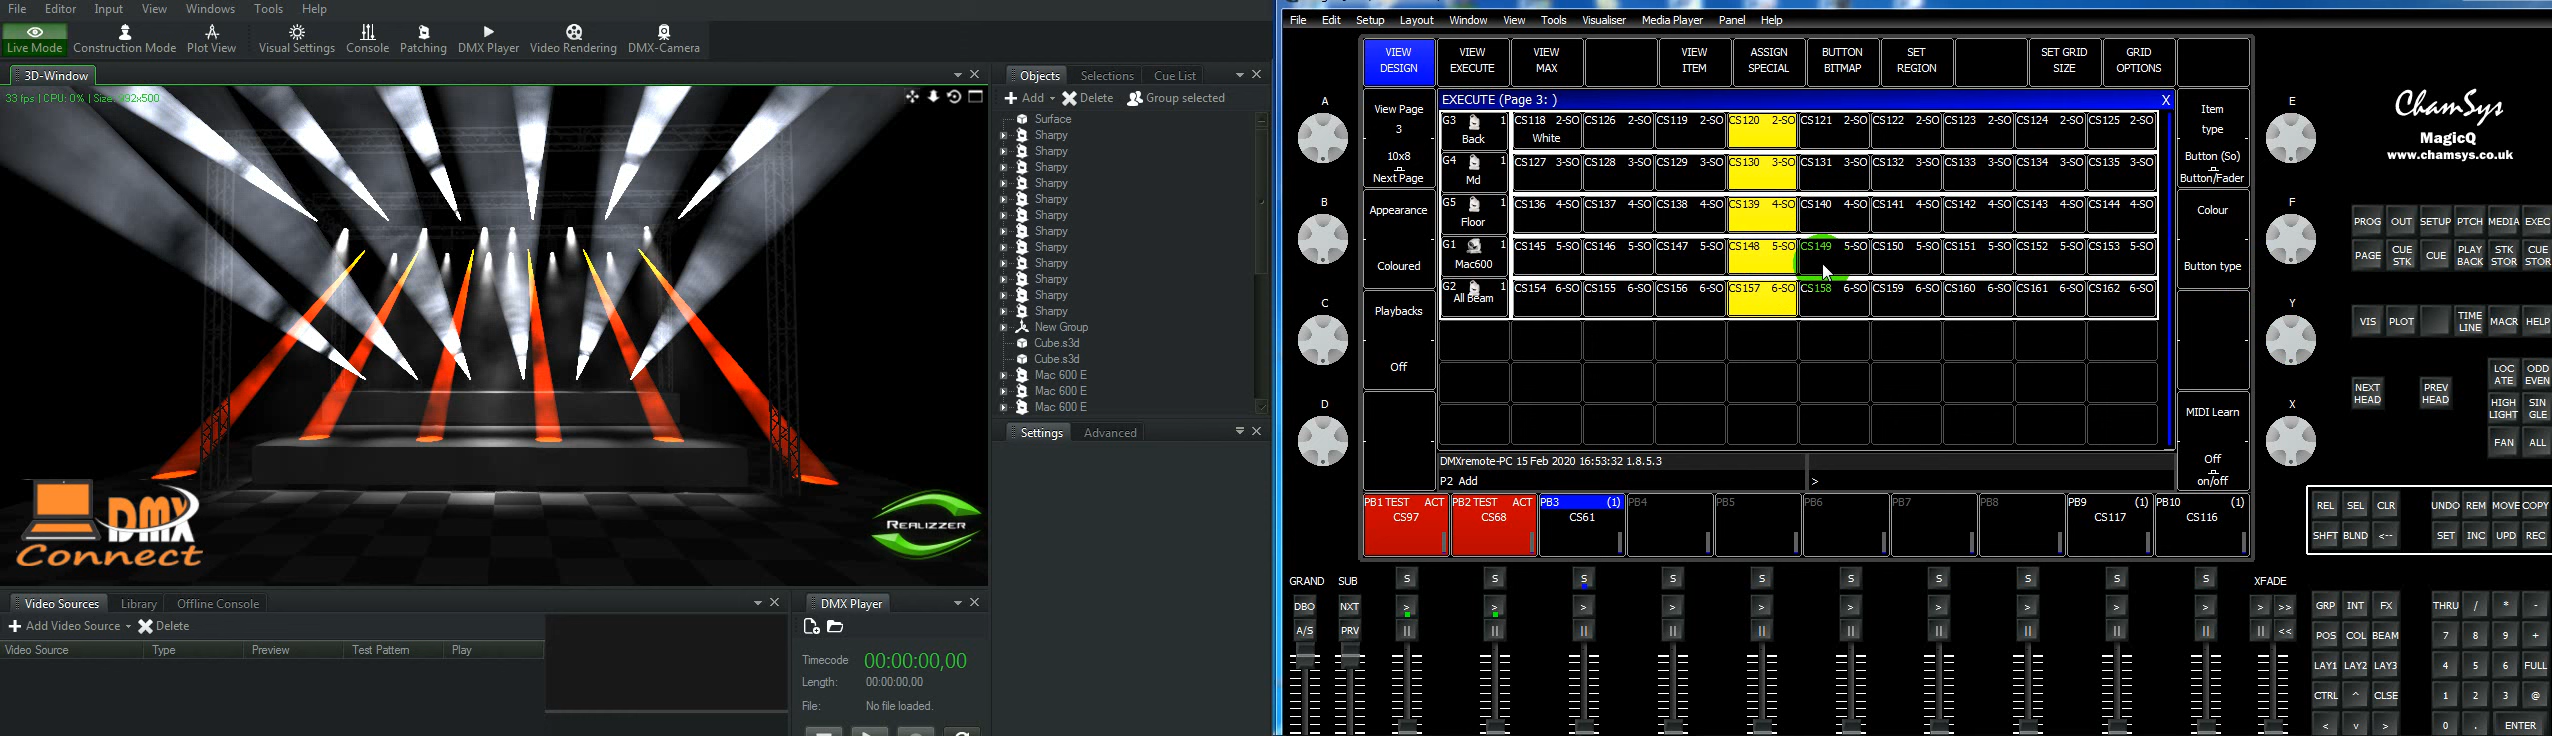 File Editor Input View Windows Tools Help
Live Mode Construction Mode Plot View Visual Settings Console Patching DMX Player Video Rendering DMX-Camera
3D-Window
33 fps | CPU: 0% | Size: 992x500
DMX
Connect
REALIZZER
Objects Selections Cue List
Add Delete Group selected
Surface
Sharpy
Sharpy
Sharpy
Sharpy
Sharpy
Sharpy
Sharpy
Sharpy
Sharpy
Sharpy
Sharpy
Sharpy
New Group
Cube.s3d
Cube.s3d
Mac 600 E
Mac 600 E
Mac 600 E
Settings Advanced
Video Sources Library Offline Console
Add Video Source Delete
Video Source Type Preview Test Pattern Play
DMX Player
Timecode 00:00:00,00
Length: 00:00:00,00
File: No file loaded.
File Edit Setup Layout Window View Tools Visualiser Media Player Panel Help
VIEW DESIGN
VIEW EXECUTE
VIEW MAX
VIEW ITEM
ASSIGN SPECIAL
BUTTON BITMAP
SET REGION
SET GRID SIZE
GRID OPTIONS
A
B
C
D
View Page
3
10x8
Next Page
Appearance
Coloured
Playbacks
Off
EXECUTE (Page 3: ) X
G3 1 CS118 2-SO CS126 2-SO CS119 2-SO CS120 2-SO CS121 2-SO CS122 2-SO CS123 2-SO CS124 2-SO CS125 2-SO
Back White
G4 1 CS127 3-SO CS128 3-SO CS129 3-SO CS130 3-SO CS131 3-SO CS132 3-SO CS133 3-SO CS134 3-SO CS135 3-SO
Md
G5 1 CS136 4-SO CS137 4-SO CS138 4-SO CS139 4-SO CS140 4-SO CS141 4-SO CS142 4-SO CS143 4-SO CS144 4-SO
Floor
G1 1 CS145 5-SO CS146 5-SO CS147 5-SO CS148 5-SO CS149 5-SO CS150 5-SO CS151 5-SO CS152 5-SO CS153 5-SO
Mac600
G2 1 CS154 6-SO CS155 6-SO CS156 6-SO CS157 6-SO CS158 6-SO CS159 6-SO CS160 6-SO CS161 6-SO CS162 6-SO
All Beam
DMXremote-PC 15 Feb 2020 16:53:32 1.8.5.3
P2 Add >
Item
type
Button (So)
Button/Fader
Colour
Button type
MIDI Learn
Off
on/off
PB1 TEST ACT PB2 TEST ACT PB3 (1) PB4 PB5 PB6 PB7 PB8 PB9 (1) PB10 (1)
CS97 CS68 CS61 CS117 CS116
GRAND SUB S S S S S S S S S S XFADE
DBO NXT > > > > > > > > > > > >>
A/S PRV || || || || || || || || || || || <<
E
F
Y
X
ChamSys
MagicQ
www.chamsys.co.uk
PROG OUT SETUP PTCH MEDIA EXEC
PAGE CUE STK CUE PLAY BACK STK STOR CUE STOR
VIS PLOT TIME LINE MACR HELP
NEXT HEAD PREV HEAD LOC ATE ODD EVEN
HIGH LIGHT SIN GLE
FAN ALL
REL SEL CLR UNDO REM MOVE COPY
SHFT BLND <-- SET INC UPD REC
GRP INT FX THRU / * -
POS COL BEAM 7 8 9 +
LAY1 LAY2 LAY3 4 5 6 FULL
CTRL ^ CLSE 1 2 3 @
< v > 0 . ENTER